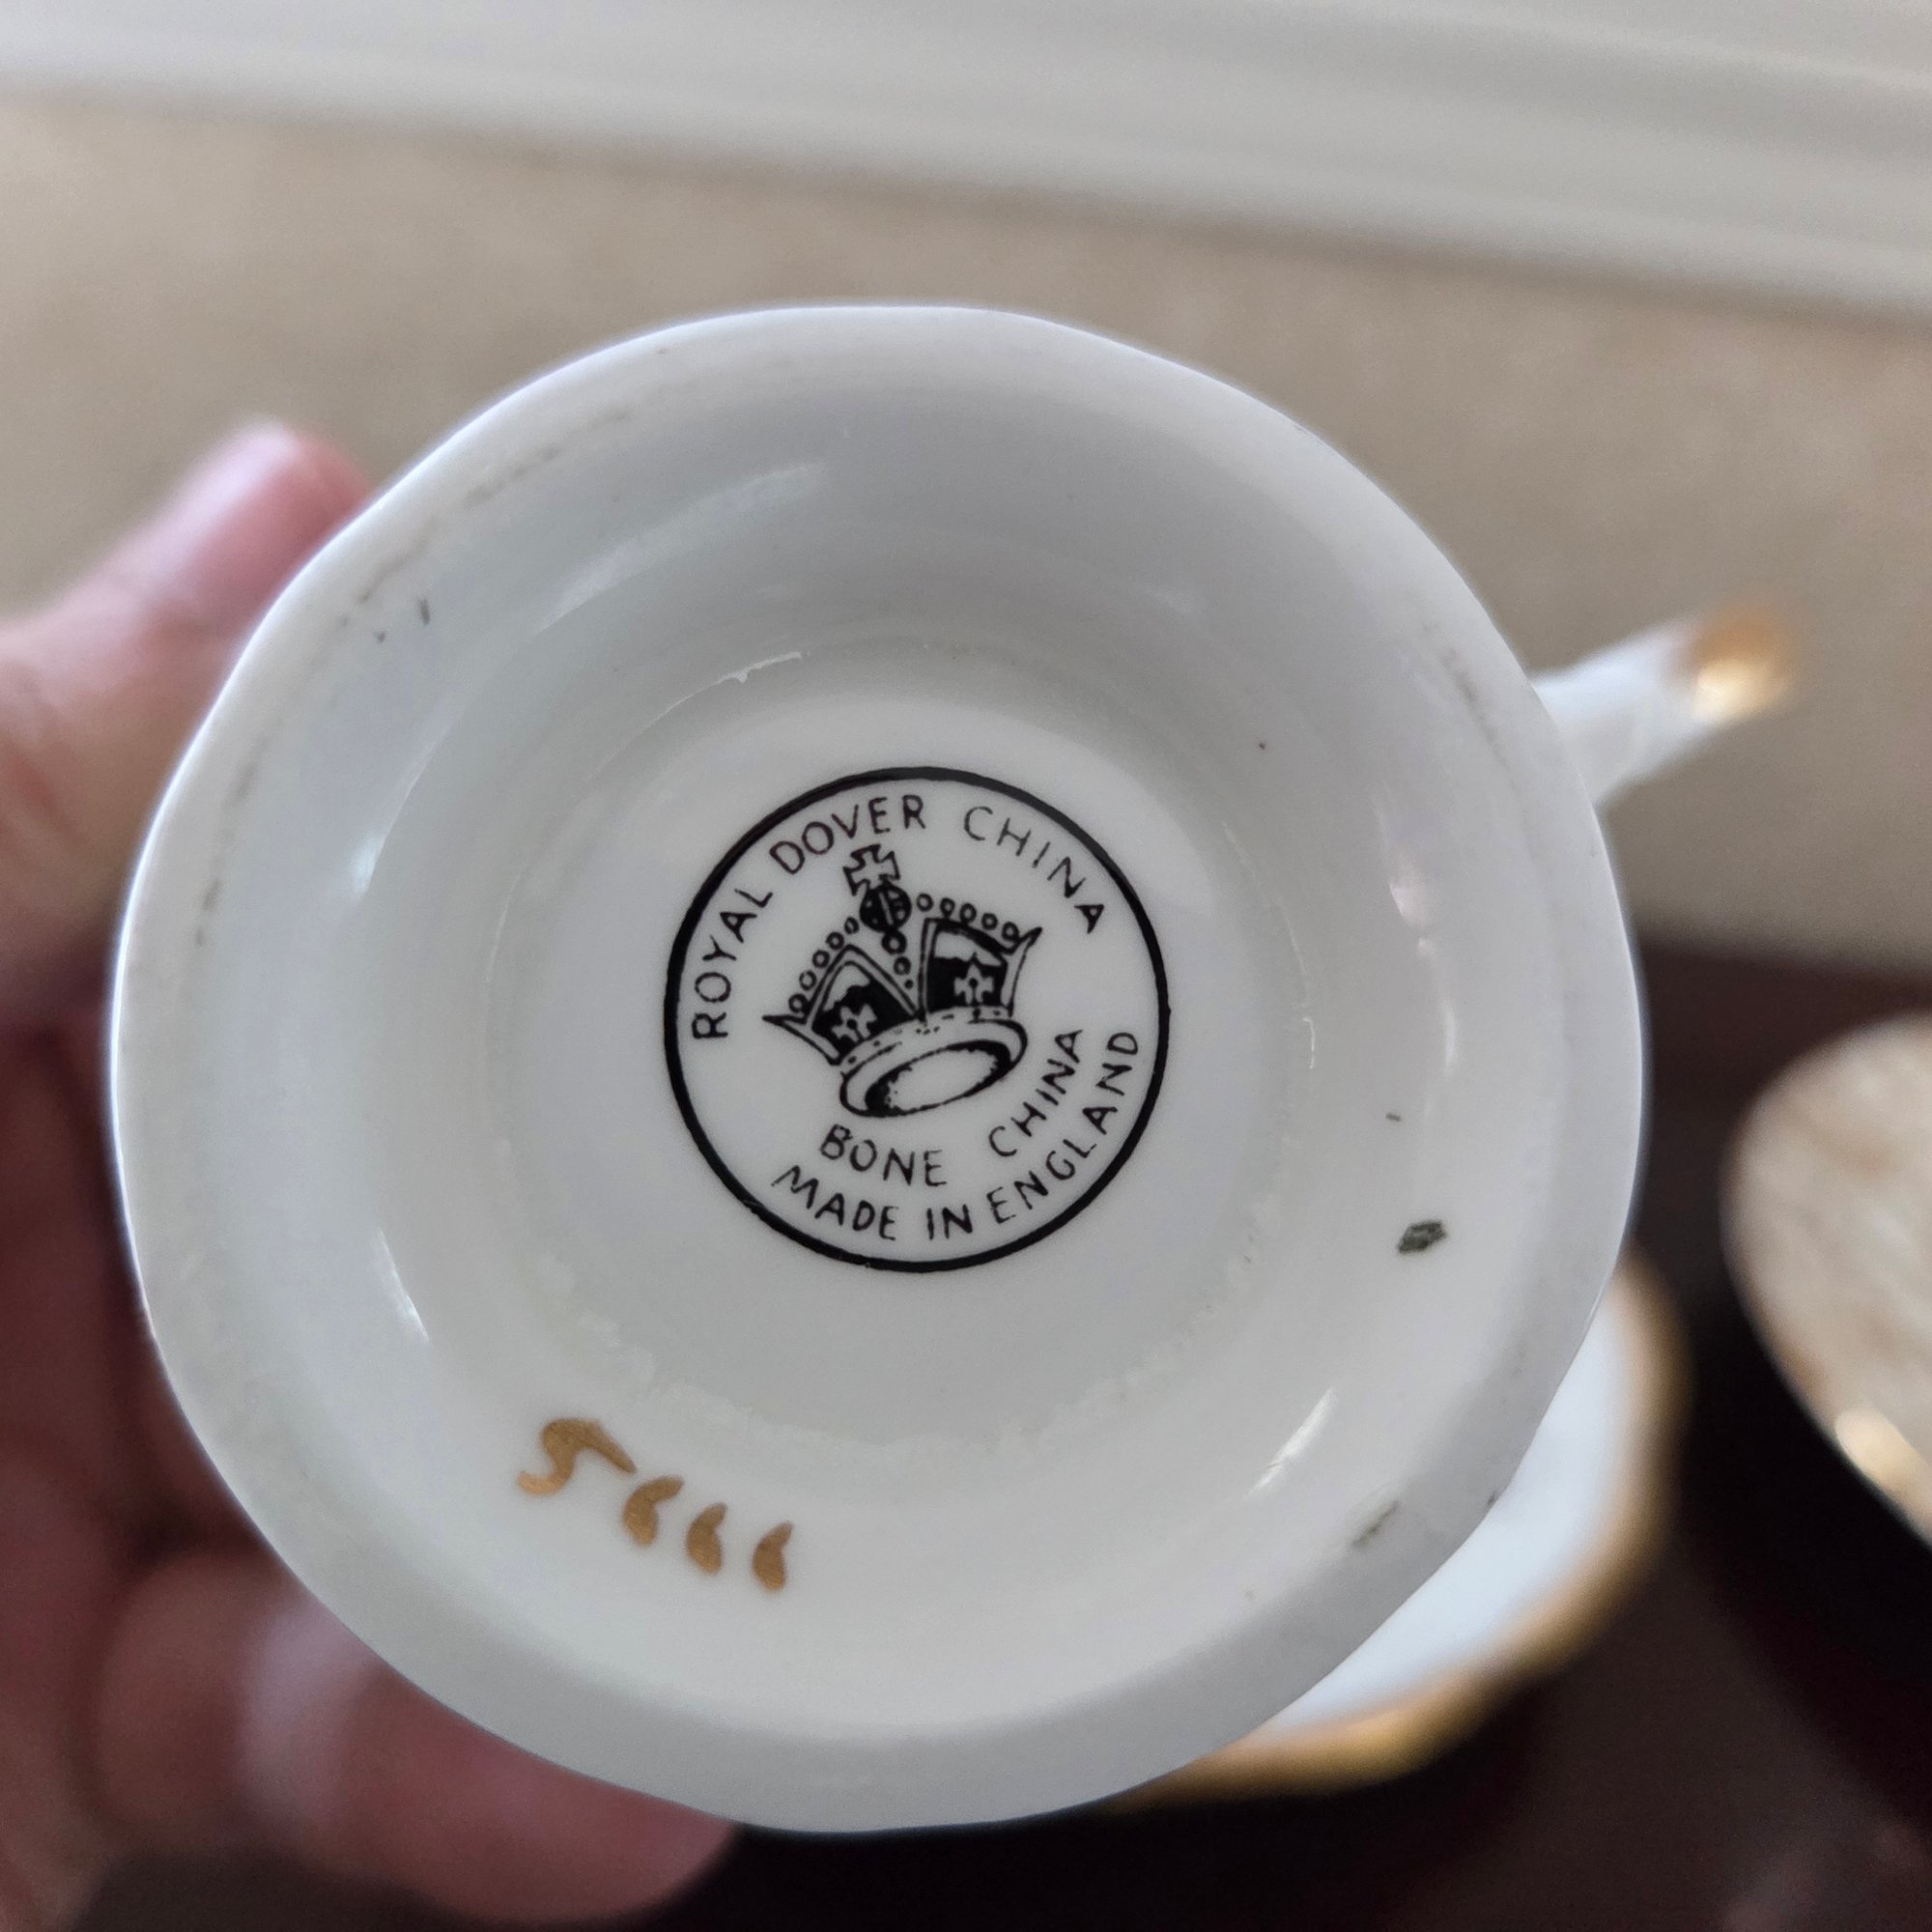 ROYAL DOVER CHINA
BONE CHINA
MADE IN ENGLAND
5666